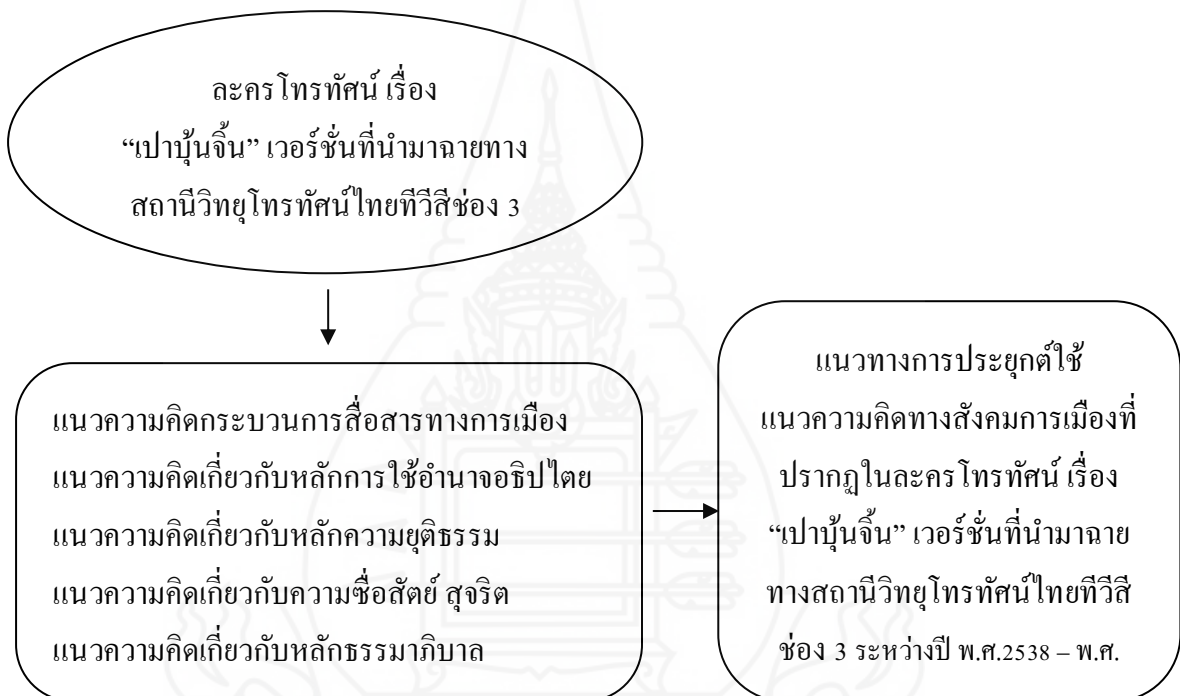 ละครโทรทัศน์ เรื่อง
“เปาบุ้นจิ้น” เวอร์ชั่นที่นำมาฉายทาง
สถานีวิทยุโทรทัศน์ไทยทีวีสีช่อง 3
แนวความคิดกระบวนการสื่อสารทางการเมือง
แนวความคิดเกี่ยวกับหลักการใช้อำนาจอธิปไตย
แนวความคิดเกี่ยวกับหลักความยุติธรรม
แนวความคิดเกี่ยวกับความซื่อสัตย์ สุจริต
แนวความคิดเกี่ยวกับหลักธรรมาภิบาล
แนวทางการประยุกต์ใช้
แนวความคิดทางสังคมการเมืองที่
ปรากฏในละครโทรทัศน์ เรื่อง
“เปาบุ้นจิ้น” เวอร์ชั่นที่นำมาฉาย
ทางสถานีวิทยุโทรทัศน์ไทยทีวีสี
ช่อง 3 ระหว่างปี พ.ศ.2538 – พ.ศ.